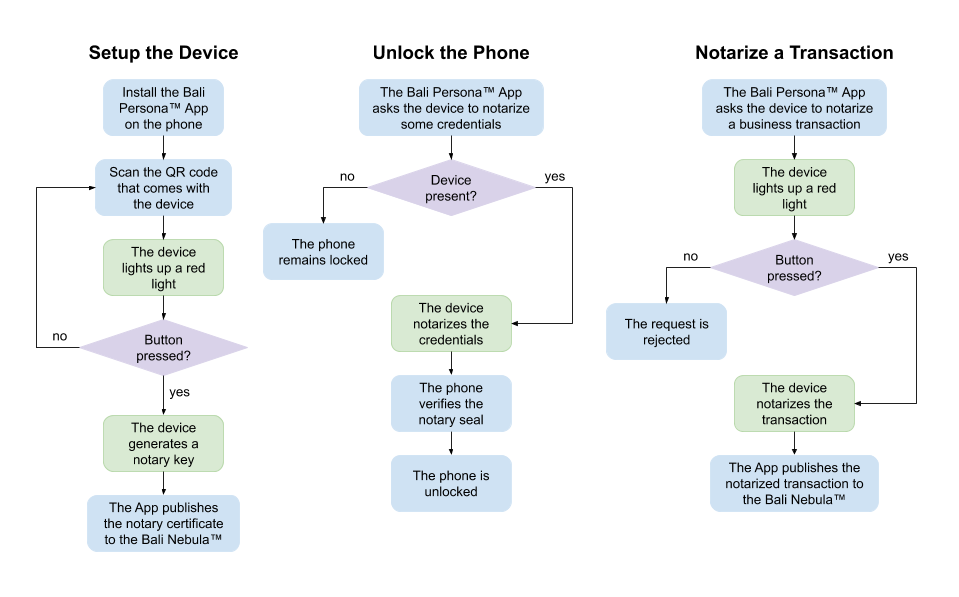 Setup the Device
Install the Bali
Persona™ App
on the phone
Scan the QR code
that comes with
the device
The device
lights up a red
light
no
Button
pressed?
yes
The device
generates a
notary key
The App publishes
the notary certificate
to the Bali Nebula™
Unlock the Phone
The Bali Persona™ App
asks the device to notarize
some credentials
no
Device
present?
yes
The phone
remains locked
The device
notarizes the
credentials
The phone
verifies the
notary seal
The phone is
unlocked
Notarize a Transaction
The Bali Persona™ App
asks the device to notarize
a business transaction
The device
lights up a red
light
no
Button
pressed?
yes
The request is
rejected
The device
notarizes the
transaction
The App publishes the
notarized transaction to
the Bali Nebula™